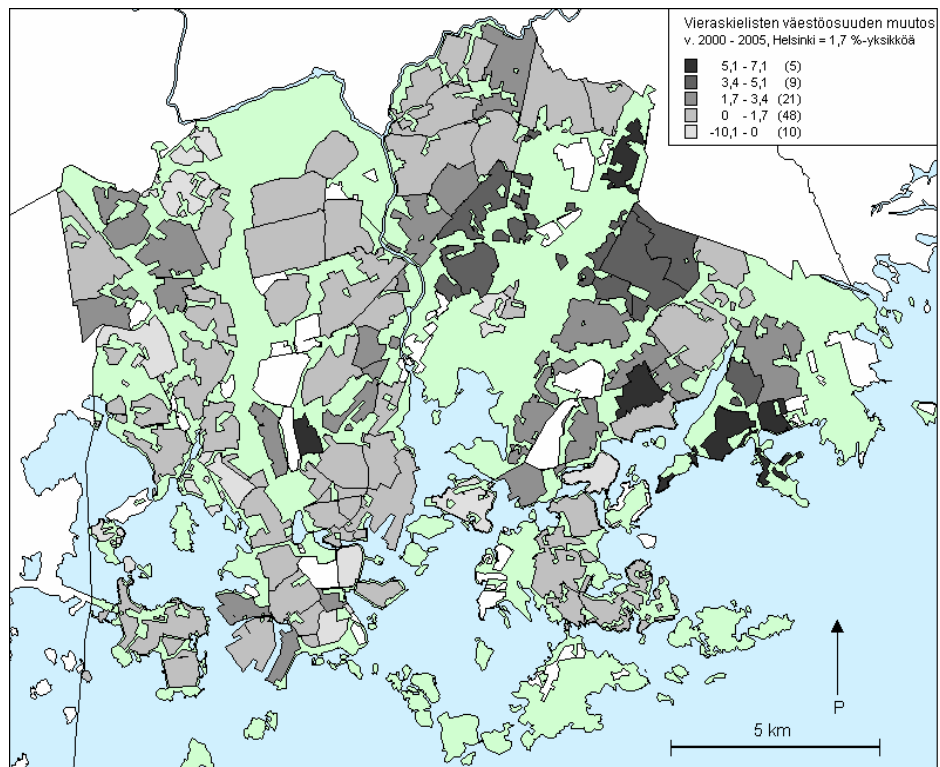 Vieraskielisten väestöosuuden muutos
v. 2000 - 2005, Helsinki = 1,7 %-yksikköä
5,1 - 7,1 (5)
3,4 - 5,1 (9)
1,7 - 3,4 (21)
0 - 1,7 (48)
-10,1 - 0 (10)
P
5 km